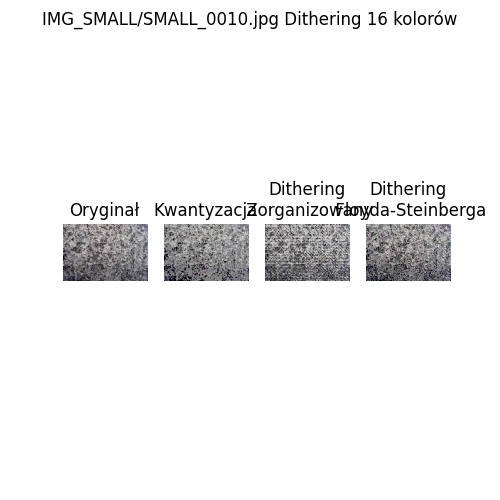 IMG_SMALL/SMALL_0010.jpg Dithering 16 kolorów
Oryginał
Kwantyzacja
Dithering
Zorganizowany
Dithering
Floyda-Steinberga